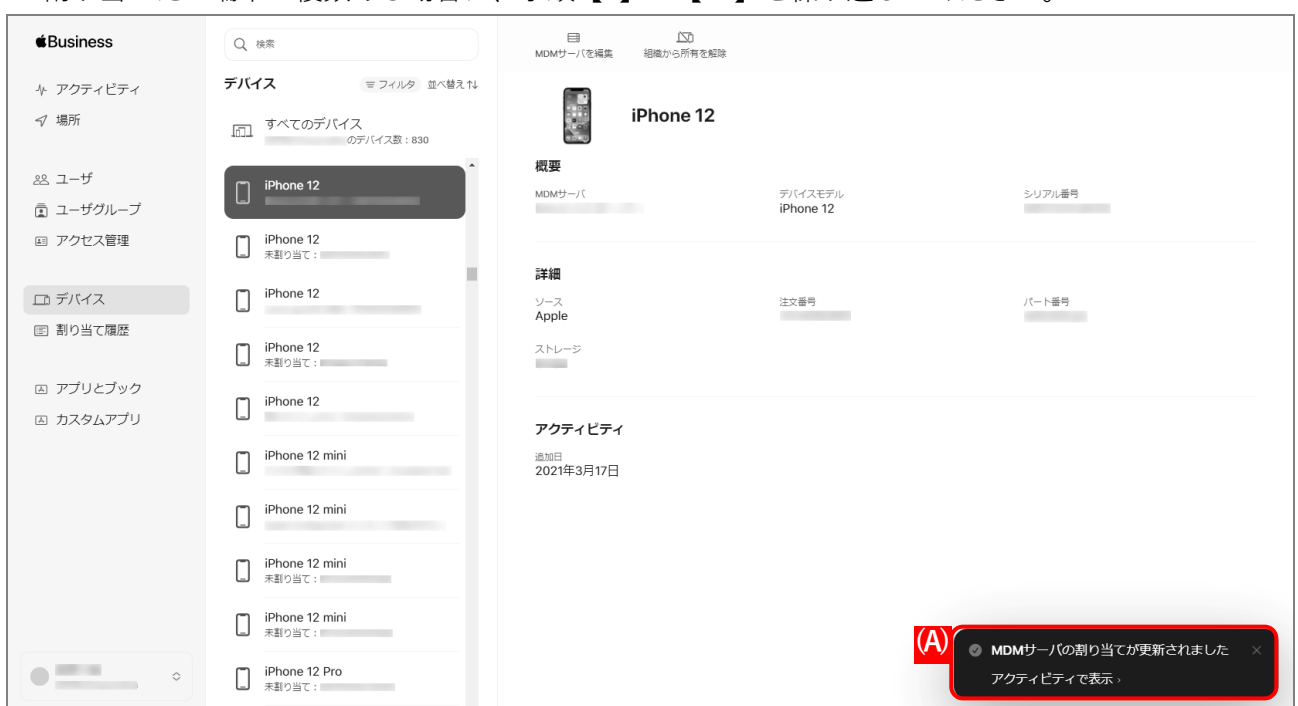 Business
アクティビティ
場所
ユーザ
ユーザグループ
アクセス管理
デバイス
割り当て履歴
アプリとブック
カスタムアプリ
検索
デバイス
フィルタ 並べ替え
すべてのデバイス
のデバイス数：830
iPhone 12
iPhone 12
未割り当て：
iPhone 12
iPhone 12
未割り当て：
iPhone 12
iPhone 12 mini
iPhone 12 mini
iPhone 12 mini
未割り当て：
iPhone 12 mini
未割り当て：
iPhone 12 Pro
未割り当て：
MDMサーバを編集 組織から所有を解除
iPhone 12
概要
MDMサーバ デバイスモデル シリアル番号
iPhone 12
詳細
ソース 注文番号 パート番号
Apple
ストレージ
アクティビティ
追加日
2021年3月17日
(A)
MDMサーバの割り当てが更新されました
アクティビティで表示 ›